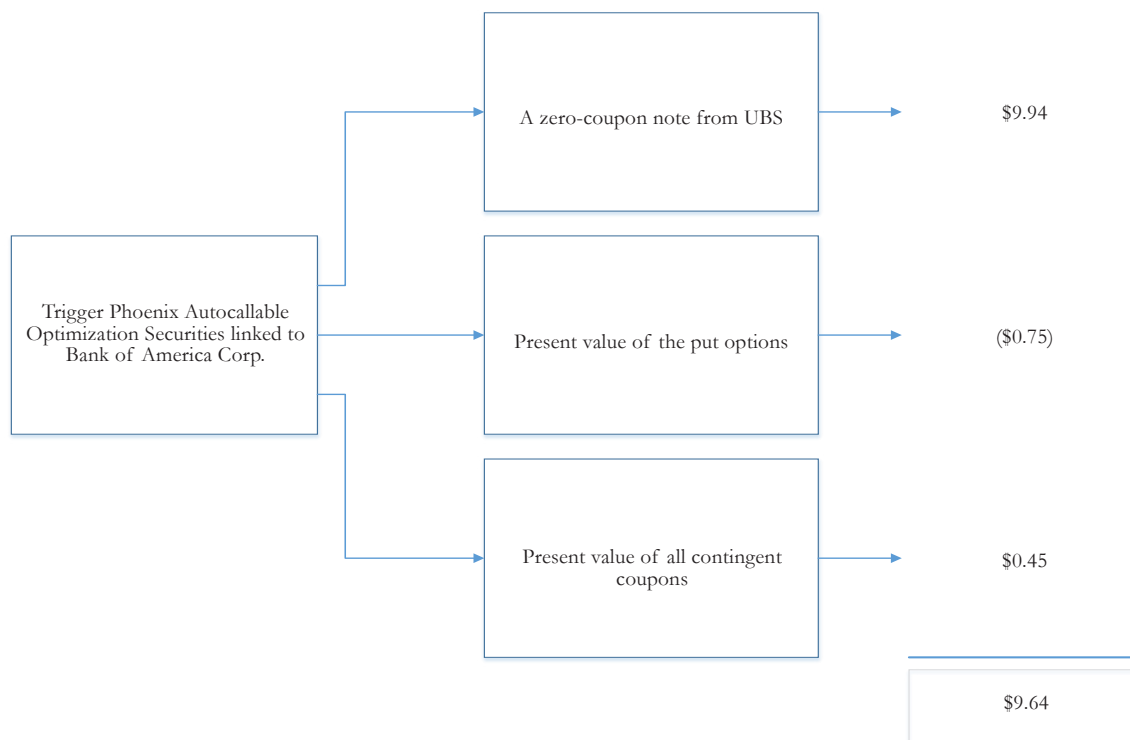 A zero-coupon note from UBS
$9.94
Trigger Phoenix Autocallable
Optimization Securities linked to
Bank of America Corp.
Present value of the put options
($0.75)
Present value of all contingent
coupons
$0.45
$9.64